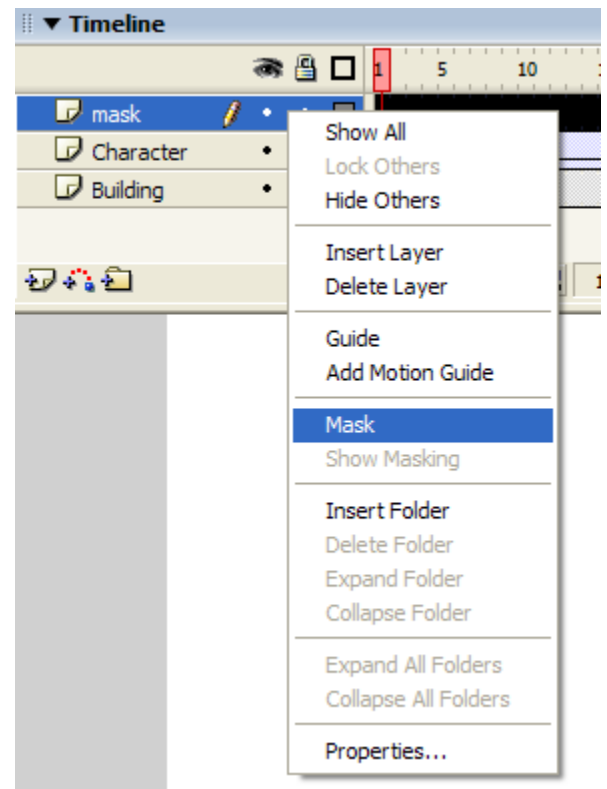 Timeline
1 5 10 1
mask
Character
Building
1
Show All
Lock Others
Hide Others
Insert Layer
Delete Layer
Guide
Add Motion Guide
Mask
Show Masking
Insert Folder
Delete Folder
Expand Folder
Collapse Folder
Expand All Folders
Collapse All Folders
Properties...